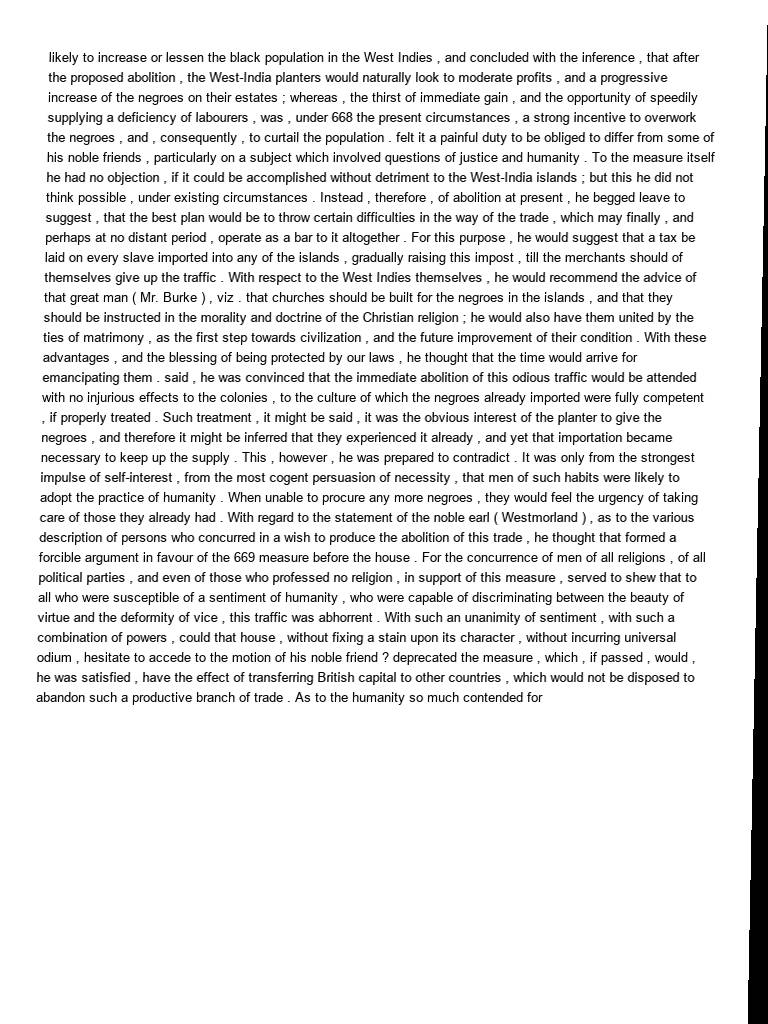 likely to increase or lessen the black population in the West Indies , and concluded with the inference , that after
the proposed abolition , the West-India planters would naturally look to moderate profits , and a progressive
increase of the negroes on their estates ; whereas , the thirst of immediate gain , and the opportunity of speedily
supplying a deficiency of labourers , was , under 668 the present circumstances , a strong incentive to overwork
the negroes , and , consequently , to curtail the population . felt it a painful duty to be obliged to differ from some of
his noble friends , particularly on a subject which involved questions of justice and humanity . To the measure itself
he had no objection , if it could be accomplished without detriment to the West-India islands ; but this he did not
think possible , under existing circumstances . Instead , therefore , of abolition at present , he begged leave to
suggest , that the best plan would be to throw certain difficulties in the way of the trade , which may finally , and
perhaps at no distant period , operate as a bar to it altogether . For this purpose , he would suggest that a tax be
laid on every slave imported into any of the islands , gradually raising this impost , till the merchants should of
themselves give up the traffic . With respect to the West Indies themselves , he would recommend the advice of
that great man ( Mr. Burke ) , viz . that churches should be built for the negroes in the islands , and that they
should be instructed in the morality and doctrine of the Christian religion ; he would also have them united by the
ties of matrimony , as the first step towards civilization , and the future improvement of their condition . With these
advantages , and the blessing of being protected by our laws , he thought that the time would arrive for
emancipating them . said , he was convinced that the immediate abolition of this odious traffic would be attended
with no injurious effects to the colonies , to the culture of which the negroes already imported were fully competent
, if properly treated . Such treatment , it might be said , it was the obvious interest of the planter to give the
negroes , and therefore it might be inferred that they experienced it already , and yet that importation became
necessary to keep up the supply . This , however , he was prepared to contradict . It was only from the strongest
impulse of self-interest , from the most cogent persuasion of necessity , that men of such habits were likely to
adopt the practice of humanity . When unable to procure any more negroes , they would feel the urgency of taking
care of those they already had . With regard to the statement of the noble earl ( Westmorland ) , as to the various
description of persons who concurred in a wish to produce the abolition of this trade , he thought that formed a
forcible argument in favour of the 669 measure before the house . For the concurrence of men of all religions , of all
political parties , and even of those who professed no religion , in support of this measure , served to shew that to
all who were susceptible of a sentiment of humanity , who were capable of discriminating between the beauty of
virtue and the deformity of vice , this traffic was abhorrent . With such an unanimity of sentiment , with such a
combination of powers , could that house , without fixing a stain upon its character , without incurring universal
odium , hesitate to accede to the motion of his noble friend ? deprecated the measure , which , if passed , would ,
he was satisfied , have the effect of transferring British capital to other countries , which would not be disposed to
abandon such a productive branch of trade . As to the humanity so much contended for